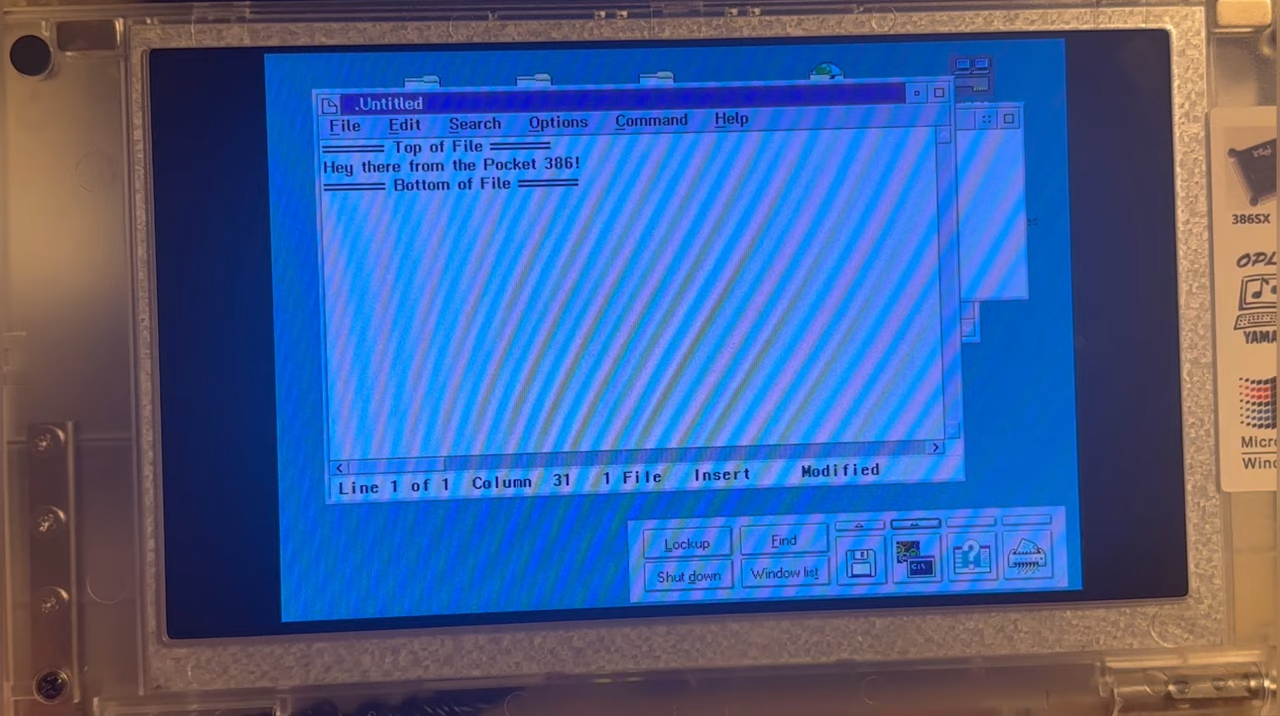 .Untitled
File Edit Search Options Command Help
Top of File
Hey there from the Pocket 386!
Bottom of File
Line 1 of 1 Column 31 1 File Insert Modified
Lockup Find
Shut down Window list
intel
386SX
OPL
YAMA
Micro
Wind